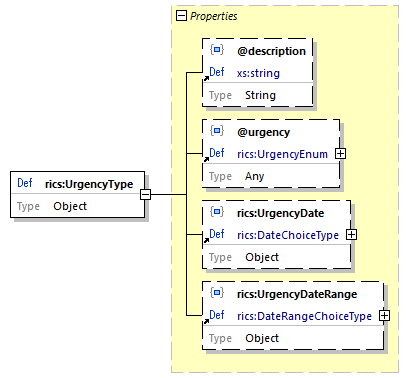 Properties
@description
Def xs:string
Type String
@urgency
Def rics:UrgencyEnum
Type Any
Def rics:UrgencyType
Type Object
rics:UrgencyDate
Def rics:DateChoiceType
Type Object
rics:UrgencyDateRange
Def rics:DateRangeChoiceType
Type Object